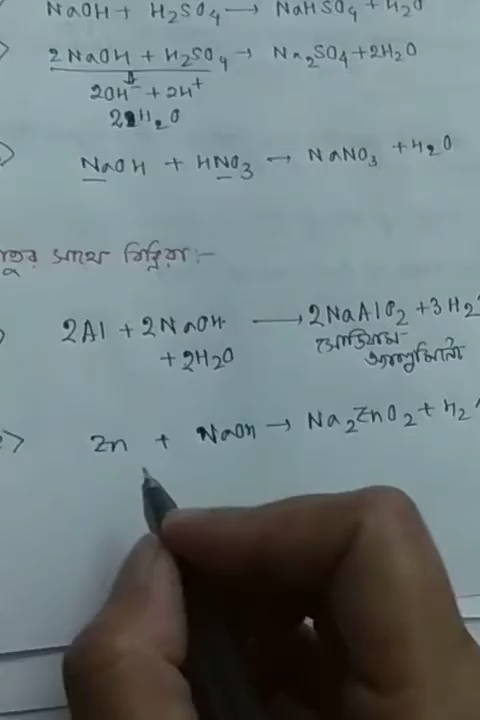 NaOH + H₂SO₄ → NaHSO₄ + H₂O
2NaOH + H₂SO₄ → Na₂SO₄ + 2H₂O
2OH⁻ + 2H⁺
2H₂O
NaOH + HNO₃ → NaNO₃ + H₂O
সাথে বিক্রিয়া :-
2Al + 2NaOH → 2NaAlO₂ + 3H₂↑
+ 2H₂O
সোডিয়াম
অ্যালুমিনেট
Zn + NaOH → Na₂ZnO₂ + H₂↑